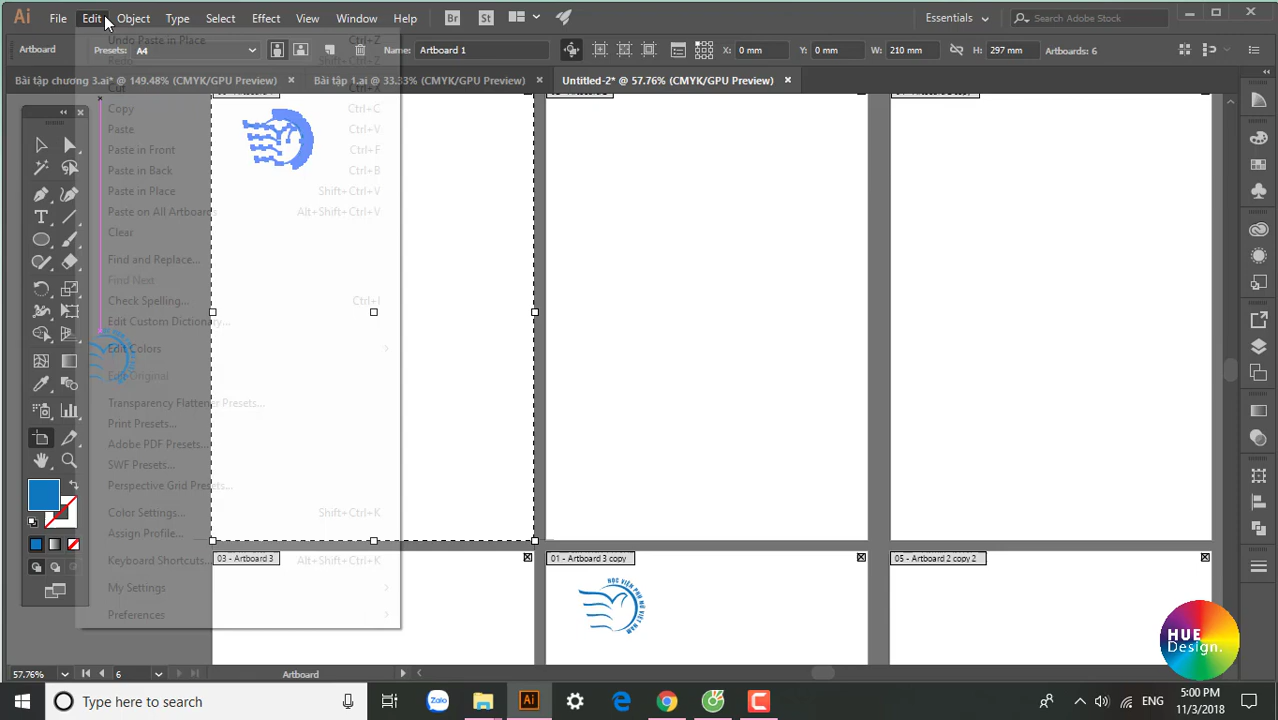 Ai File Edit Object Type Select Effect View Window Help Br St Essentials Search Adobe Stock
Artboard Presets: A4 Name: Artboard 1 X: 0 mm Y: 0 mm W: 210 mm H: 297 mm Artboards: 6
Bài tập chương 3.ai* @ 149.48% (CMYK/GPU Preview) Bài tập 1.ai @ 33.33% (CMYK/GPU Preview) Untitled-2* @ 57.76% (CMYK/GPU Preview)
Undo Paste in Place Ctrl+Z
Redo
Cut
Copy Ctrl+C
Paste Ctrl+V
Paste in Front Ctrl+F
Paste in Back Ctrl+B
Paste in Place Shift+Ctrl+V
Paste on All Artboards Alt+Shift+Ctrl+V
Clear
Find and Replace...
Find Next
Check Spelling... Ctrl+I
Edit Custom Dictionary...
Edit Colors
Edit Original
Transparency Flattener Presets...
Print Presets...
Adobe PDF Presets...
SWF Presets...
Perspective Grid Presets...
Color Settings... Shift+Ctrl+K
Assign Profile...
Keyboard Shortcuts... Alt+Shift+Ctrl+K
My Settings
Preferences
03 - Artboard 3 01 - Artboard 3 copy 05 - Artboard 2 copy 2
HỌC VIỆN PHỤ NỮ VIỆT NAM
HUE
Design.
57.76% 6 Artboard
Type here to search Zalo Ai ENG 5:00 PM
11/3/2018